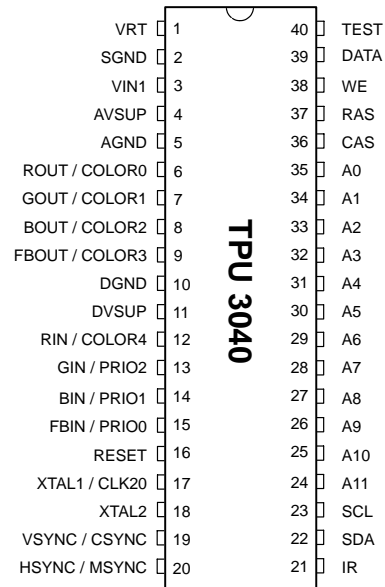 VRT 1 40 TEST
SGND 2 39 DATA
VIN1 3 38 WE
AVSUP 4 37 RAS
AGND 5 36 CAS
ROUT / COLOR0 6 35 A0
GOUT / COLOR1 7 34 A1
BOUT / COLOR2 8 33 A2
FBOUT / COLOR3 9 32 A3
DGND 10 31 A4
DVSUP 11 30 A5
RIN / COLOR4 12 29 A6
GIN / PRIO2 13 28 A7
BIN / PRIO1 14 27 A8
FBIN / PRIO0 15 26 A9
RESET 16 25 A10
XTAL1 / CLK20 17 24 A11
XTAL2 18 23 SCL
VSYNC / CSYNC 19 22 SDA
HSYNC / MSYNC 20 21 IR
TPU 3040